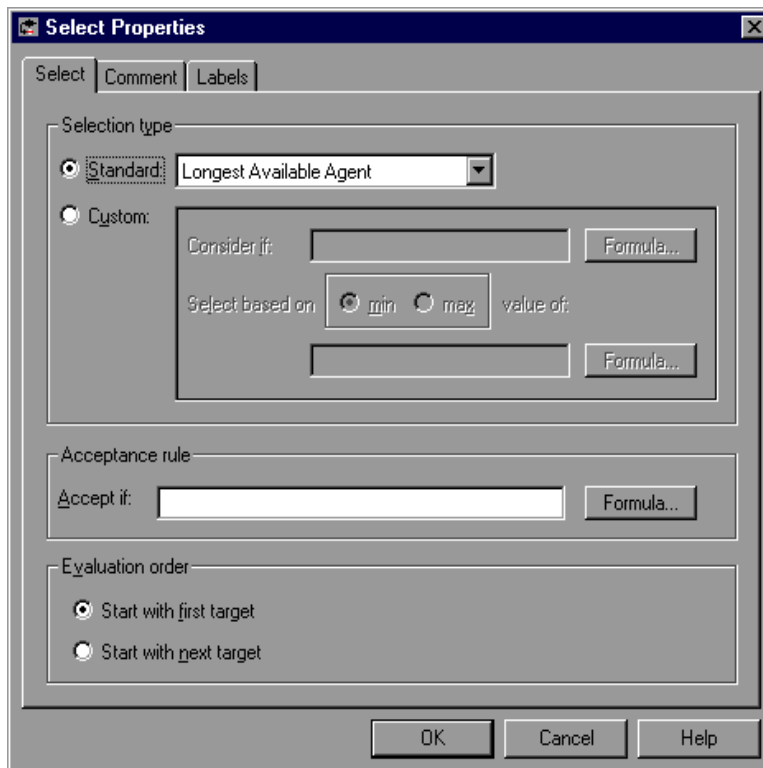 Select Properties
Select Comment Labels
Selection type
Standard: Longest Available Agent
Custom:
Consider if: Formula...
Select based on min max value of:
Formula...
Acceptance rule
Accept if: Formula...
Evaluation order
Start with first target
Start with next target
OK Cancel Help